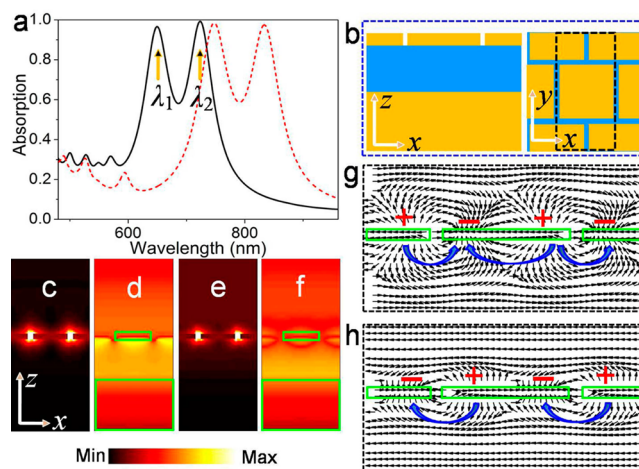 a
Absorption
1.0
0.8
0.6
0.4
0.2
0.0
λ1
λ2
600
800
Wavelength (nm)
b
z
x
y
x
c
d
e
f
z
x
Min
Max
g
+
−
+
−
h
−
+
−
+